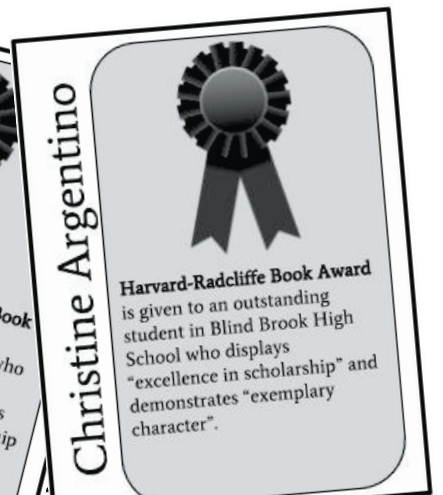 Christine Argentino
Harvard-Radcliffe Book Award
is given to an outstanding
student in Blind Brook High
School who displays
"excellence in scholarship" and
demonstrates "exemplary
character".
Book